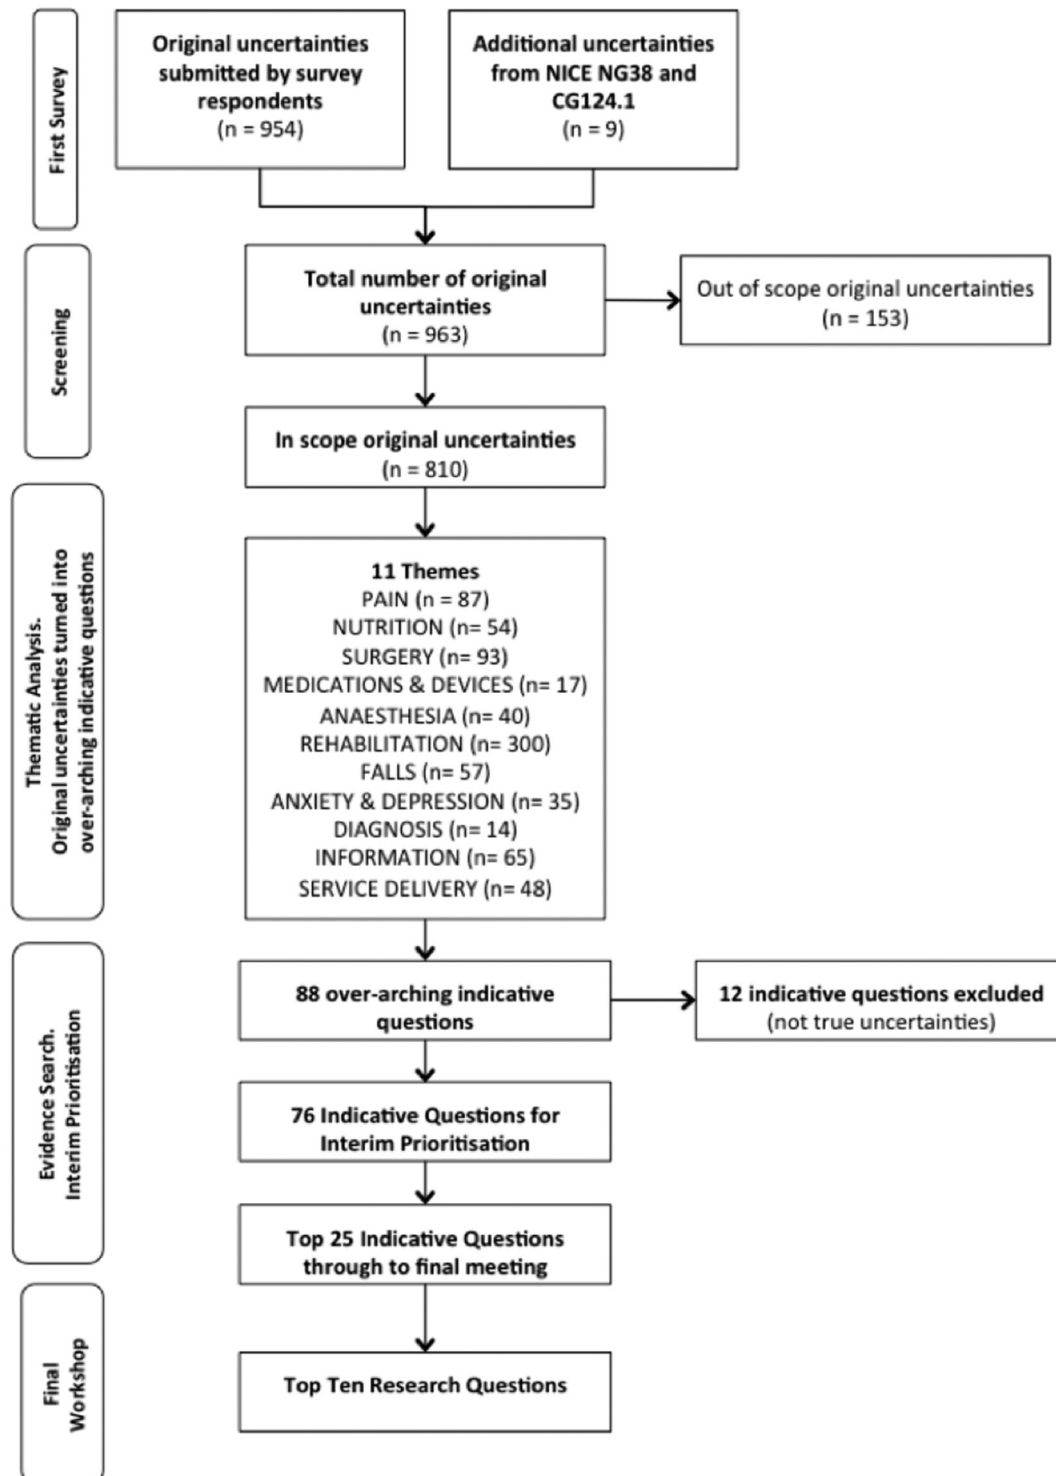 First Survey
Original uncertainties
submitted by survey
respondents
(n = 954)
Additional uncertainties
from NICE NG38 and
CG124.1
(n = 9)
Screening
Total number of original
uncertainties
(n = 963)
Out of scope original uncertainties
(n = 153)
In scope original uncertainties
(n = 810)
Thematic Analysis.
Original uncertainties turned into
over-arching indicative questions
11 Themes
PAIN (n = 87)
NUTRITION (n= 54)
SURGERY (n= 93)
MEDICATIONS & DEVICES (n= 17)
ANAESTHESIA (n= 40)
REHABILITATION (n= 300)
FALLS (n= 57)
ANXIETY & DEPRESSION (n= 35)
DIAGNOSIS (n= 14)
INFORMATION (n= 65)
SERVICE DELIVERY (n= 48)
Evidence Search.
Interim Prioritisation
88 over-arching indicative
questions
12 indicative questions excluded
(not true uncertainties)
76 Indicative Questions for
Interim Prioritisation
Top 25 Indicative Questions
through to final meeting
Final
Workshop
Top Ten Research Questions